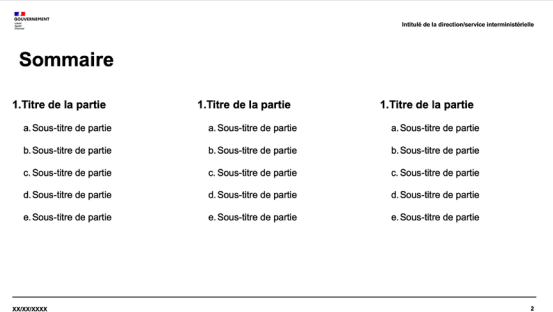 GOUVERNEMENT
Liberté
Égalité
Fraternité
Intitulé de la direction/service interministérielle
Sommaire
1.Titre de la partie
a. Sous-titre de partie
b. Sous-titre de partie
c. Sous-titre de partie
d. Sous-titre de partie
e. Sous-titre de partie
1.Titre de la partie
a. Sous-titre de partie
b. Sous-titre de partie
c. Sous-titre de partie
d. Sous-titre de partie
e. Sous-titre de partie
1.Titre de la partie
a. Sous-titre de partie
b. Sous-titre de partie
c. Sous-titre de partie
d. Sous-titre de partie
e. Sous-titre de partie
XX/XX/XXXX
2